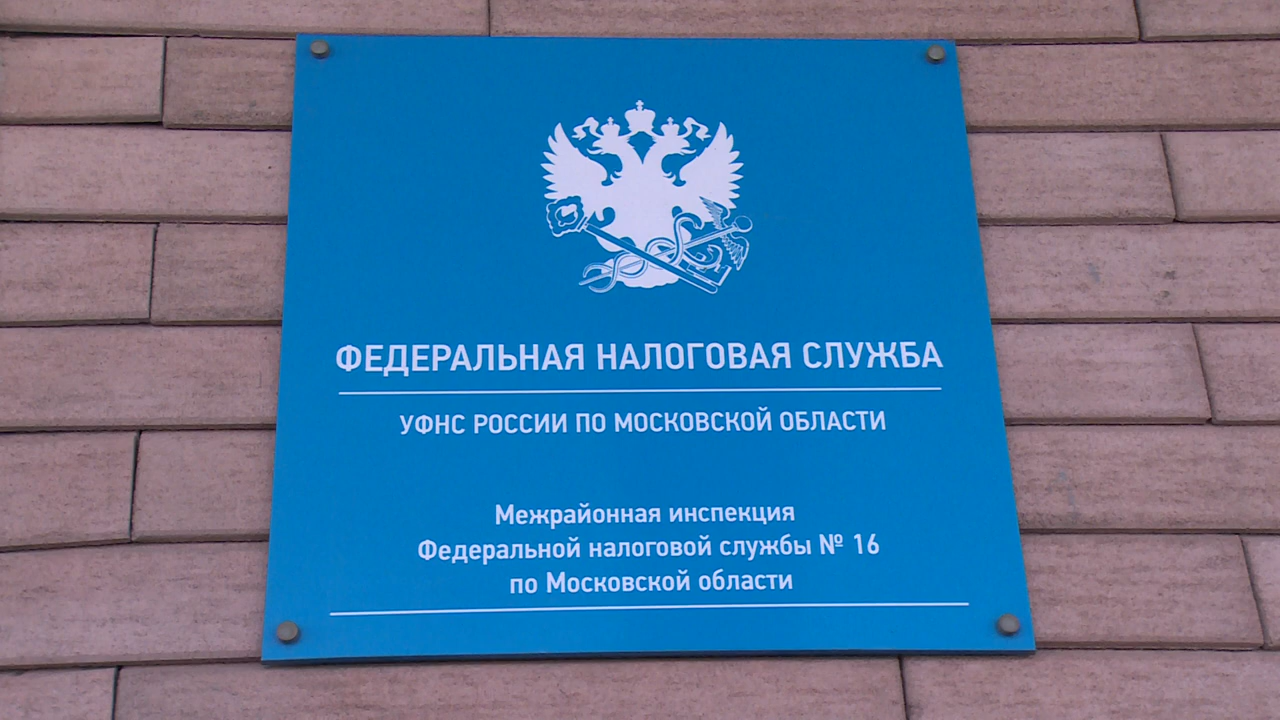 ФЕДЕРАЛЬНАЯ НАЛОГОВАЯ СЛУЖБА
УФНС РОССИИ ПО МОСКОВСКОЙ ОБЛАСТИ
Межрайонная инспекция
Федеральной налоговой службы № 16
по Московской области